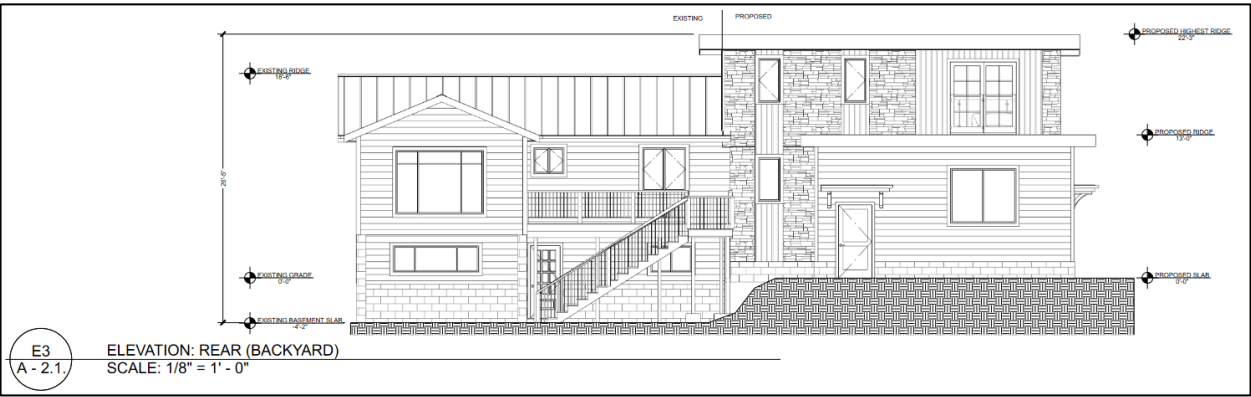 EXISTING PROPOSED
PROPOSED HIGHEST RIDGE
22'-3"
EXISTING RIDGE
18'-6"
PROPOSED RIDGE
13'-0"
26'-5"
EXISTING GRADE
0'-0"
PROPOSED SLAB
0'-0"
EXISTING BASEMENT SLAB
-4'-2"
E3
A - 2.1.
ELEVATION: REAR (BACKYARD)
SCALE: 1/8" = 1' - 0"